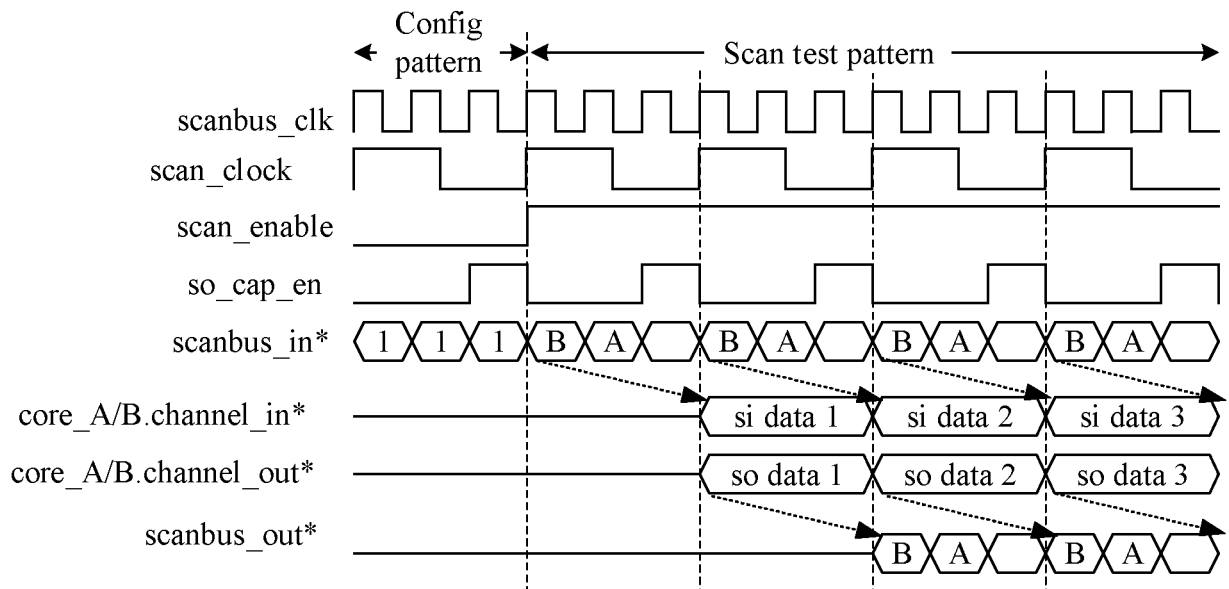 Config
pattern
Scan test pattern
scanbus_clk
scan_clock
scan_enable
so_cap_en
scanbus_in* 1 1 1 B A B A B A B A
core_A/B.channel_in* si data 1 si data 2 si data 3
core_A/B.channel_out* so data 1 so data 2 so data 3
scanbus_out* B A B A